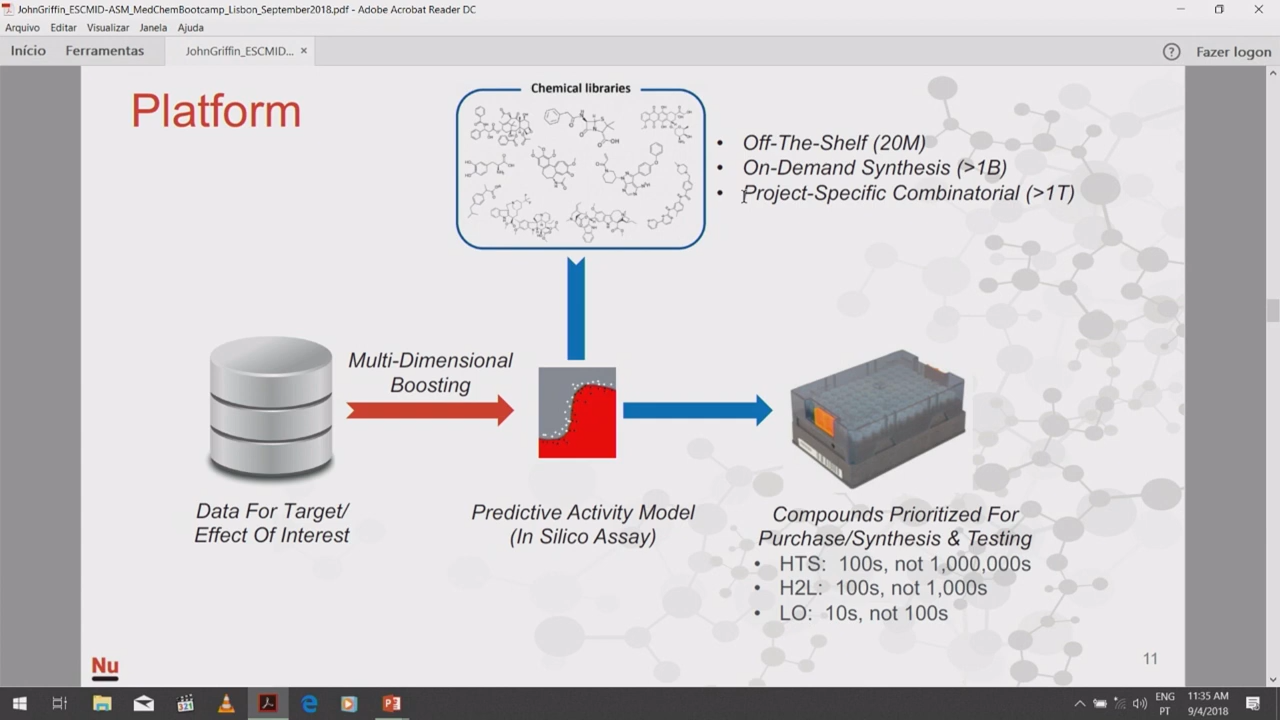 JohnGriffin_ESCMID-ASM_MedChemBootcamp_Lisbon_September2018.pdf - Adobe Acrobat Reader DC
Arquivo Editar Visualizar Janela Ajuda
Início Ferramentas JohnGriffin_ESCMID... × Fazer logon
Platform
Chemical libraries
• Off-The-Shelf (20M)
• On-Demand Synthesis (>1B)
• Project-Specific Combinatorial (>1T)
Multi-Dimensional
Boosting
Data For Target/
Effect Of Interest
Predictive Activity Model
(In Silico Assay)
Compounds Prioritized For
Purchase/Synthesis & Testing
• HTS: 100s, not 1,000,000s
• H2L: 100s, not 1,000s
• LO: 10s, not 100s
Nu
11
ENG
PT
11:35 AM
9/4/2018